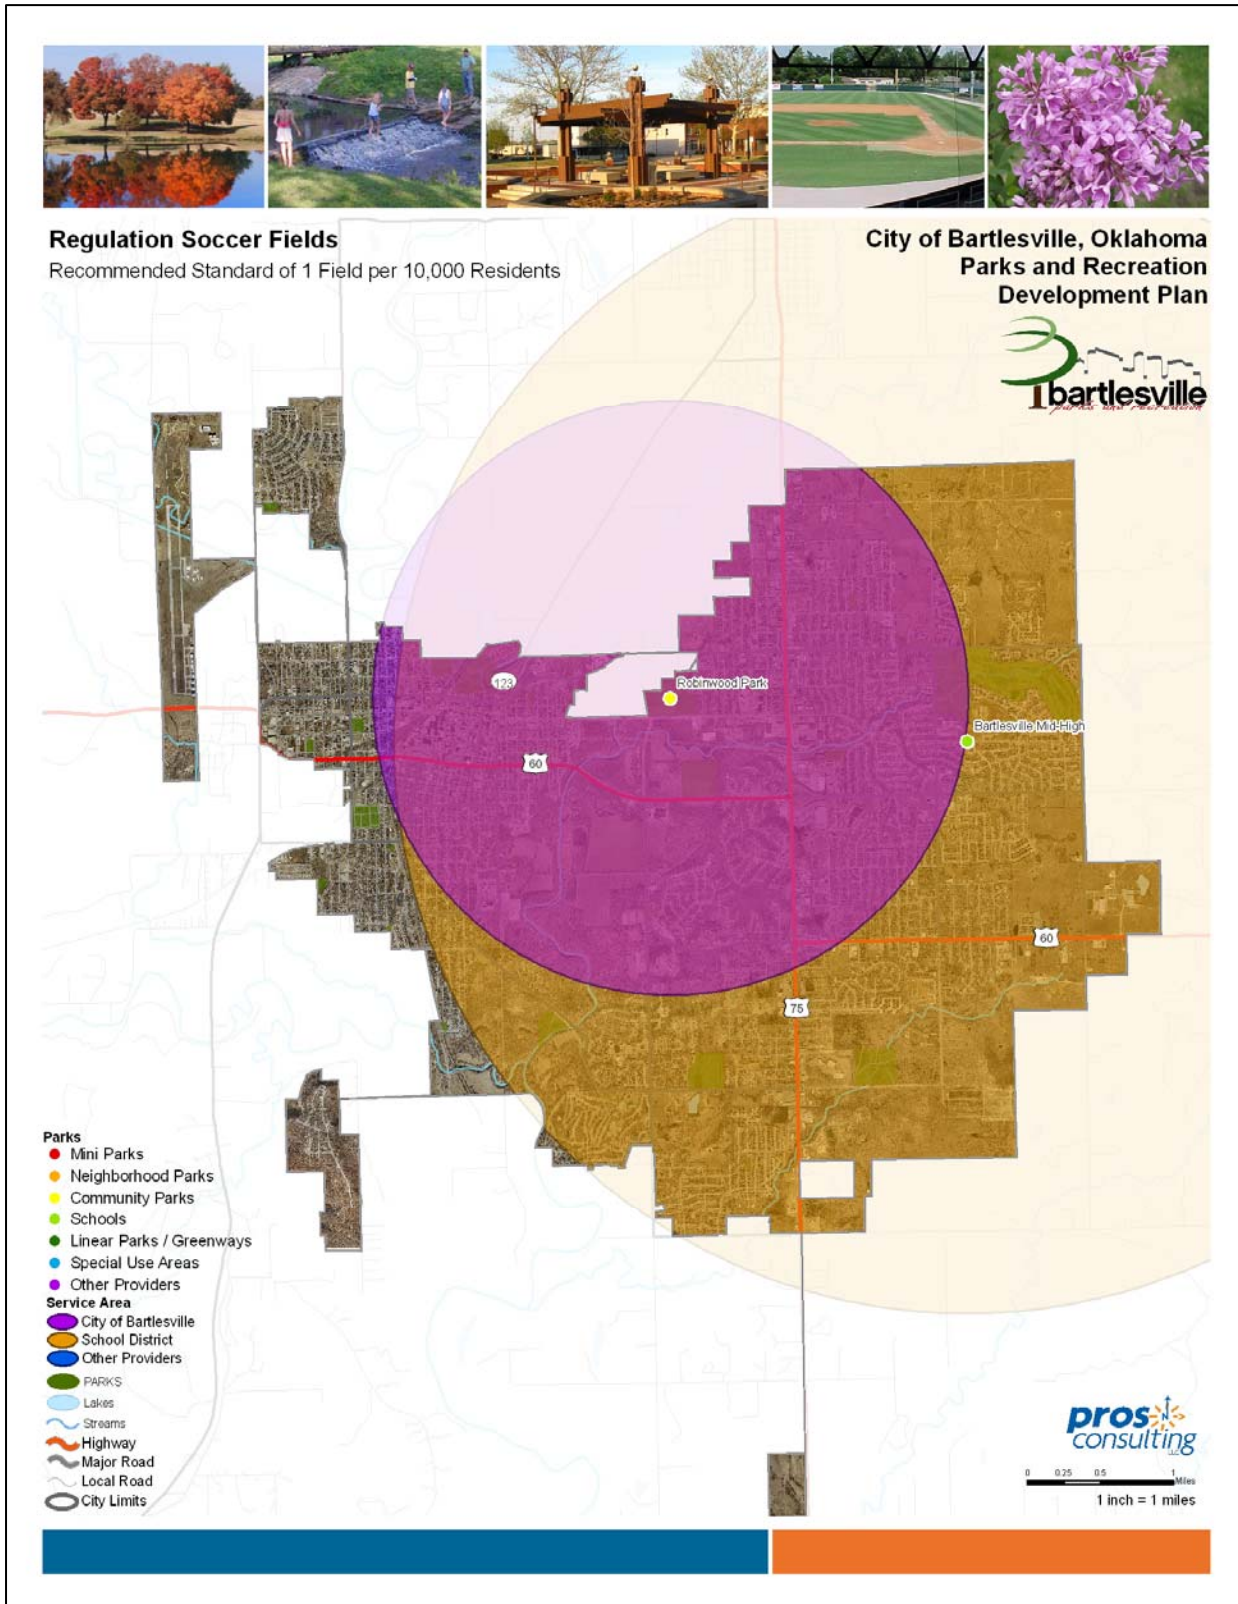 Regulation Soccer Fields
Recommended Standard of 1 Field per 10,000 Residents
City of Bartlesville, Oklahoma
Parks and Recreation
Development Plan
bartlesville
parks and recreation
123
Robinwood Park
Bartlesville Mid-High
60
60
75
Parks
Mini Parks
Neighborhood Parks
Community Parks
Schools
Linear Parks / Greenways
Special Use Areas
Other Providers
Service Area
City of Bartlesville
School District
Other Providers
PARKS
Lakes
Streams
Highway
Major Road
Local Road
City Limits
pros
consulting
LLC
N
0 0.25 0.5 1
Miles
1 inch = 1 miles